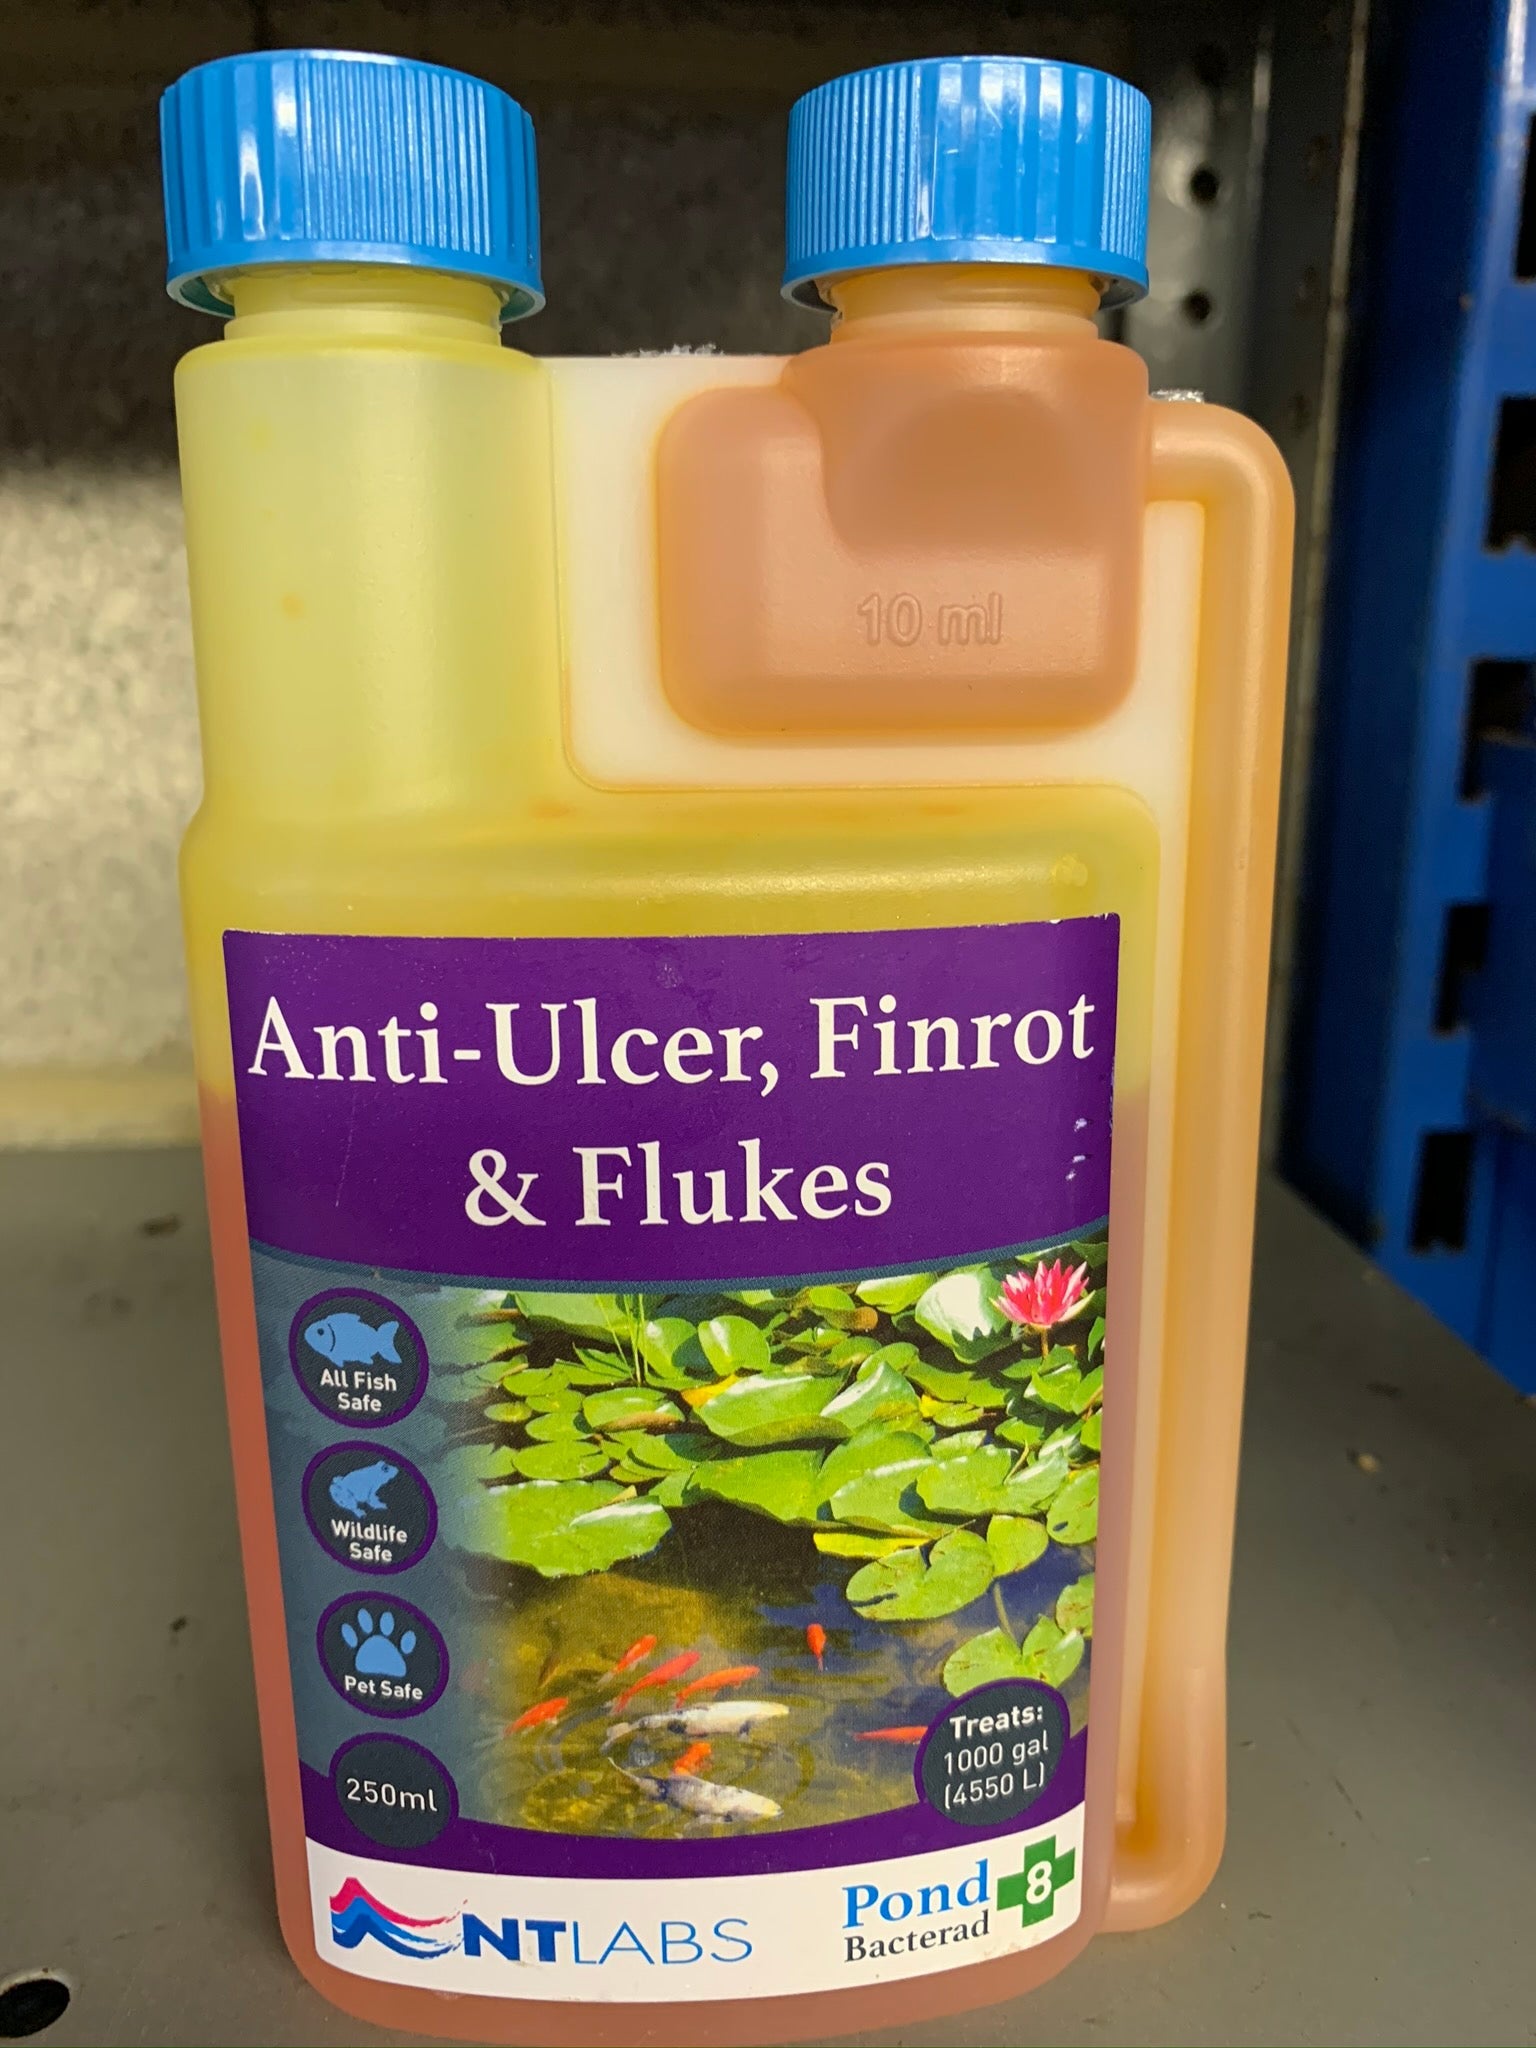 10 ml
Anti-Ulcer, Finrot
& Flukes
All Fish
Safe
Wildlife
Safe
Pet Safe
250ml
Treats:
1000 gal
(4550 L)
NTLABS
Pond 8
Bacterad